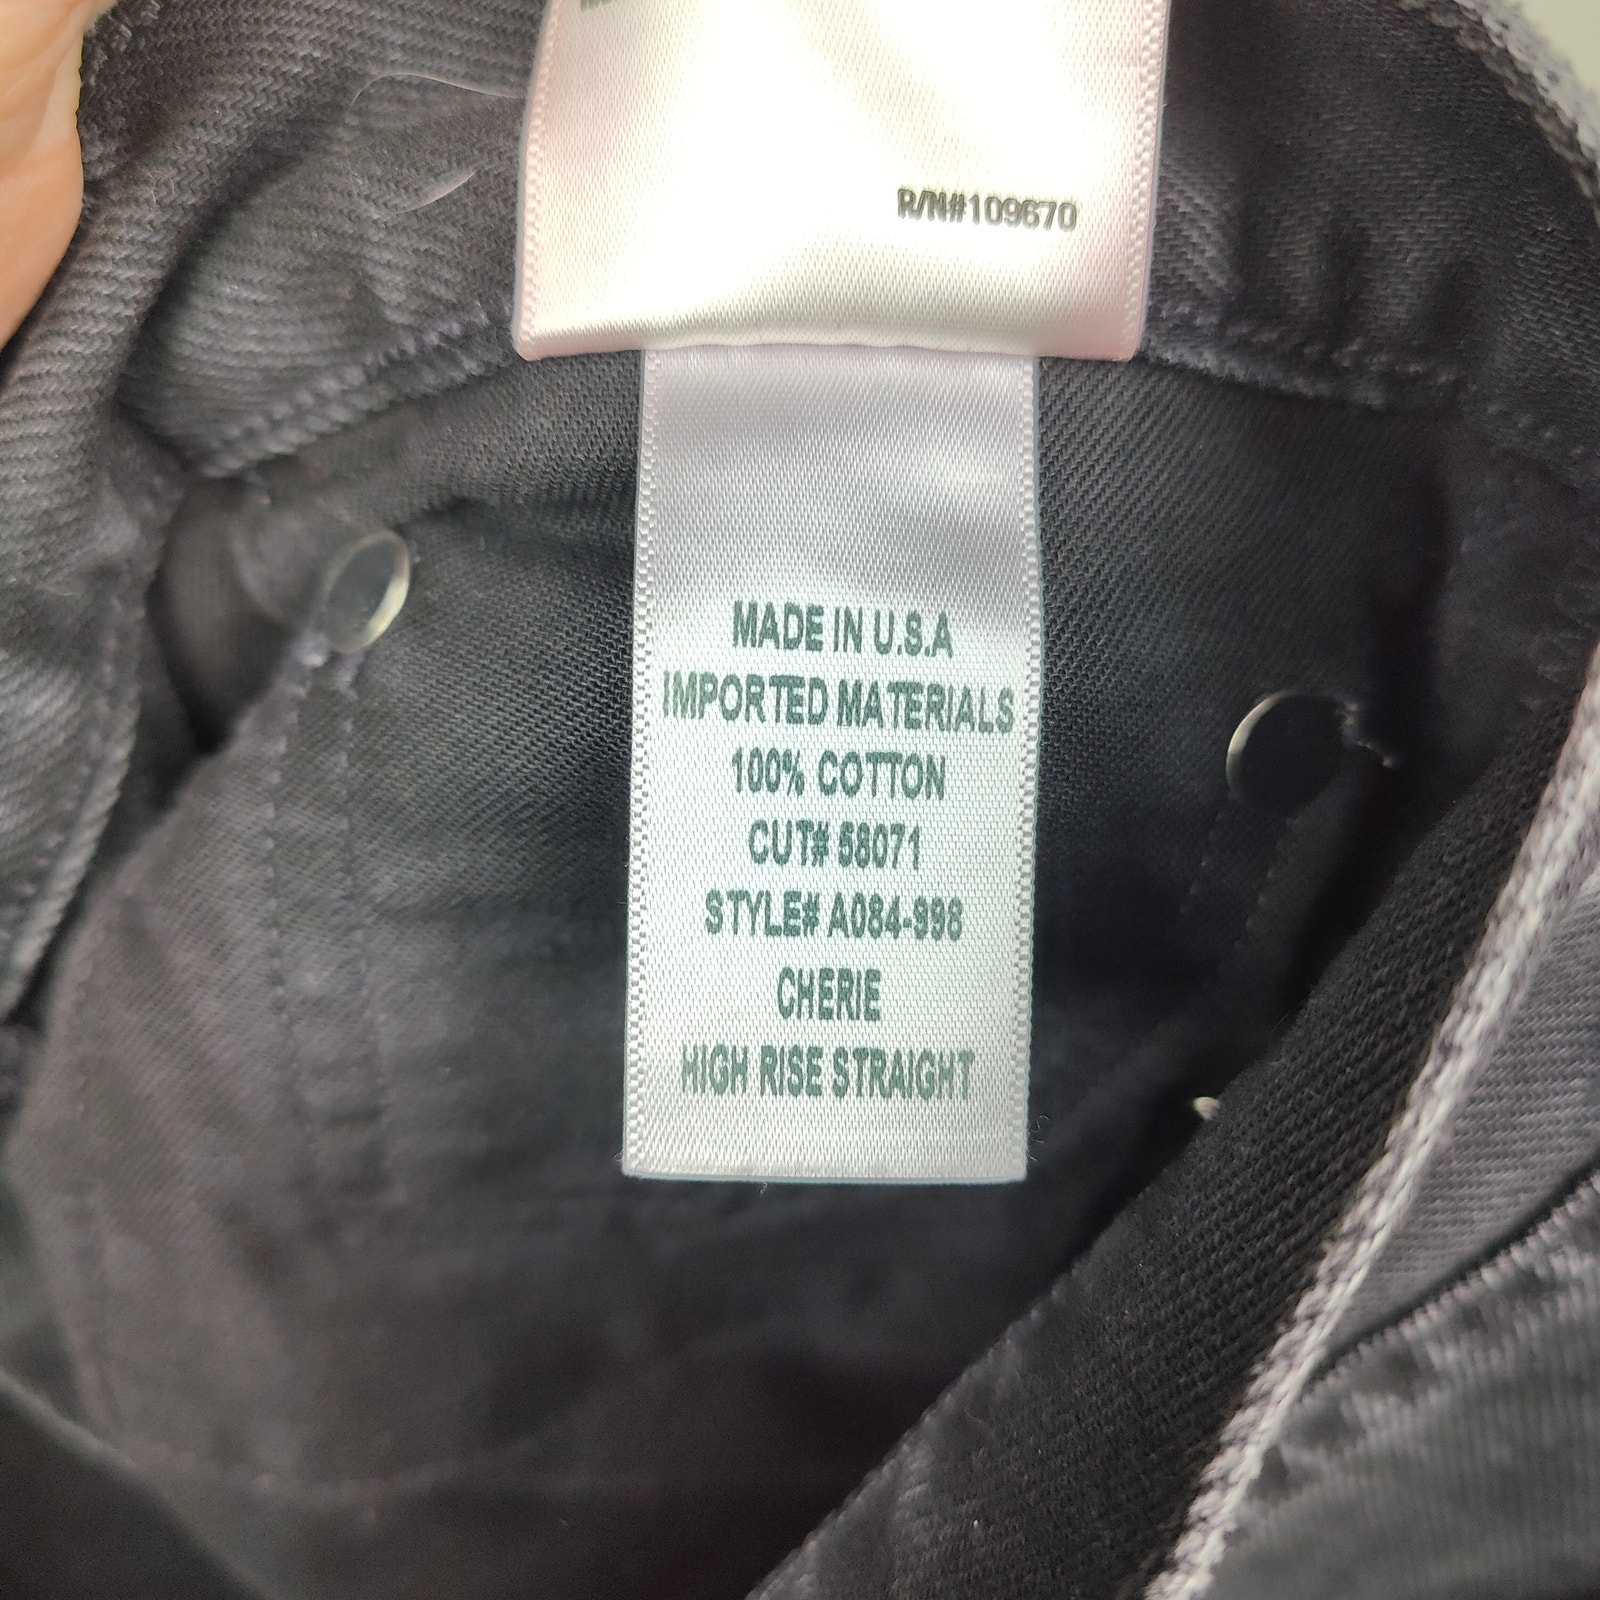 R/N#109670
MADE IN U.S.A
IMPORTED MATERIALS
100% COTTON
CUT# 58071
STYLE# A084-998
CHERIE
HIGH RISE STRAIGHT